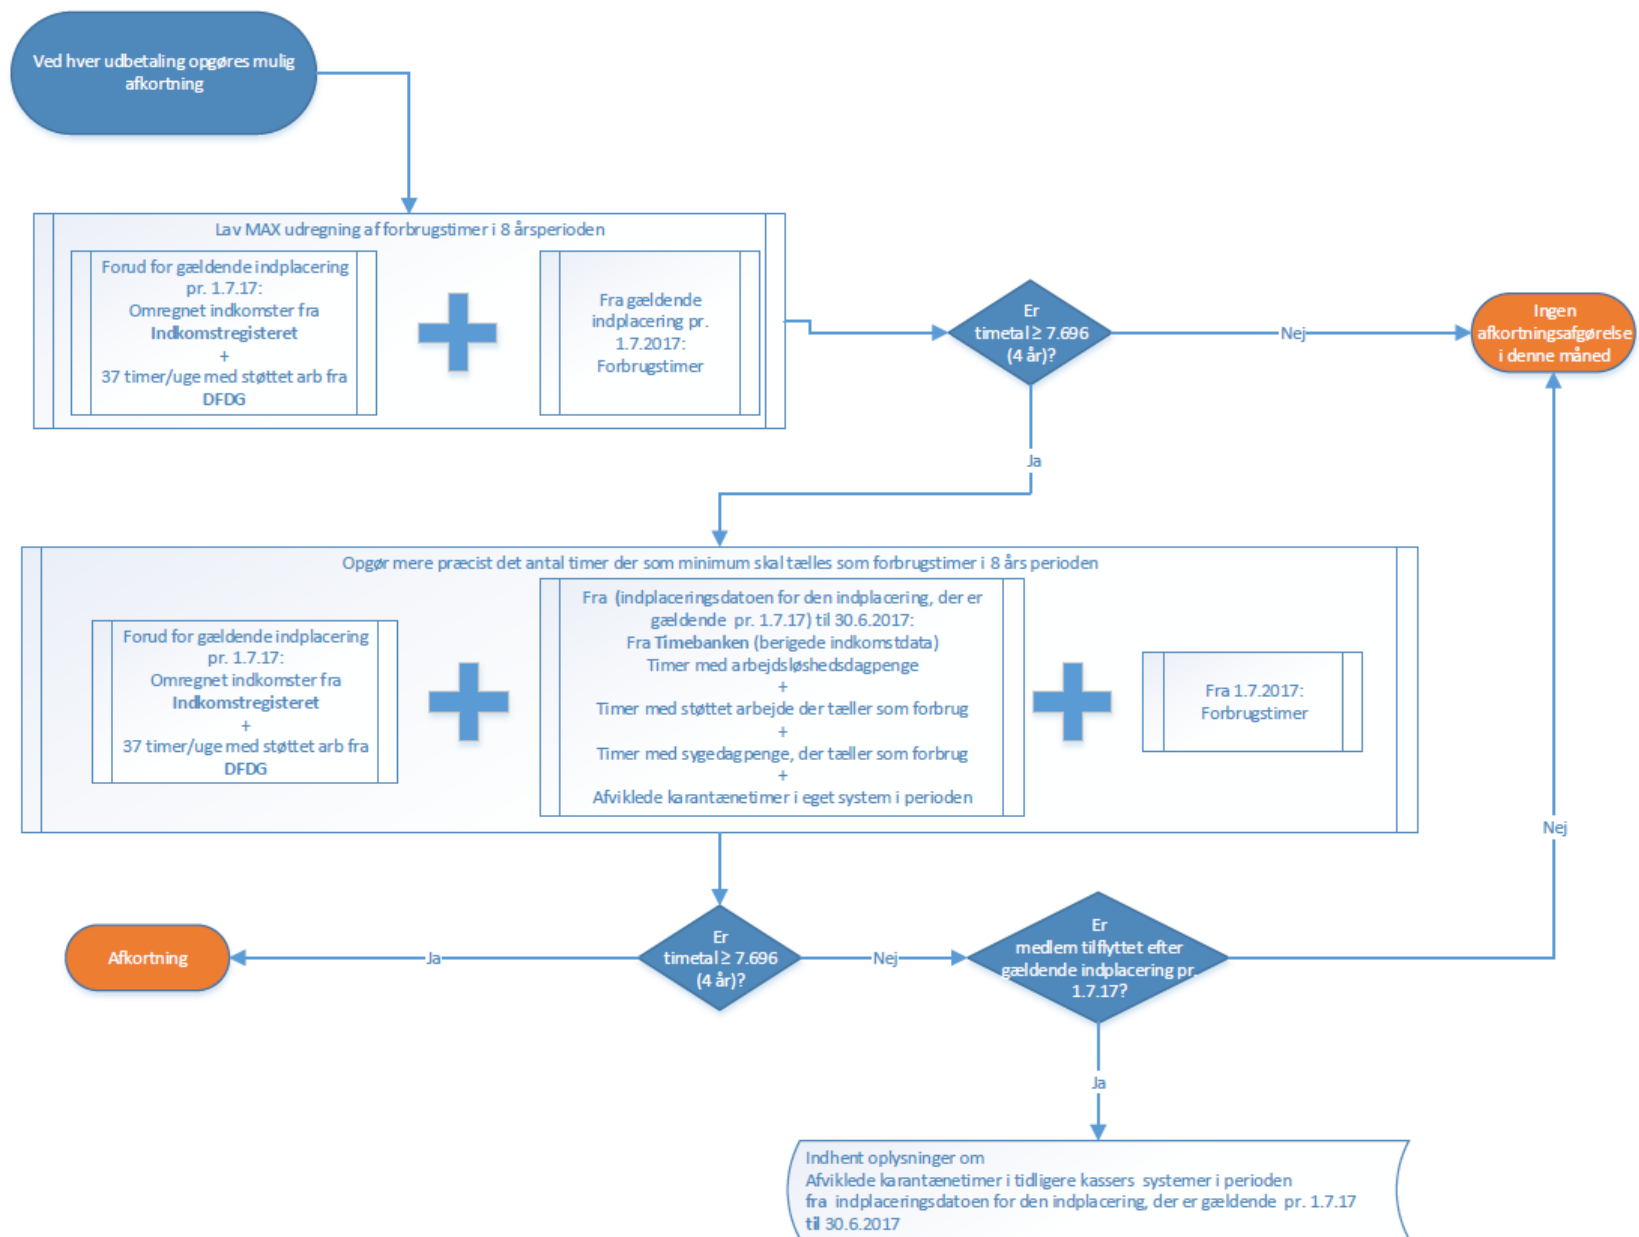 Ved hver udbetaling opgøres mulig
afkortning
Lav MAX udregning af forbrugstimer i 8 årsperioden
Forud for gældende indplacering
pr. 1.7.17:
Omregnet indkomster fra
Indkomstregisteret
+
37 timer/uge med støttet arb fra
DFDG
Fra gældende
indplacering pr.
1.7.2017:
Forbrugstimer
Er
timetal ≥ 7.696
(4 år)?
Nej
Ingen
afkortningsafgørelse
i denne måned
Ja
Opgør mere præcist det antal timer der som minimum skal tælles som forbrugstimer i 8 års perioden
Forud for gældende indplacering
pr. 1.7.17:
Omregnet indkomster fra
Indkomstregisteret
+
37 timer/uge med støttet arb fra
DFDG
Fra (indplaceringsdatoen for den indplacering, der er
gældende pr. 1.7.17) til 30.6.2017:
Fra Timebanken (berigede indkomstdata)
Timer med arbejdsløshedsdagpenge
+
Timer med støttet arbejde der tæller som forbrug
+
Timer med sygedagpenge, der tæller som forbrug
+
Afviklede karantænetimer i eget system i perioden
Fra 1.7.2017:
Forbrugstimer
Nej
Afkortning
Ja
Er
timetal ≥ 7.696
(4 år)?
Nej
Er
medlem tilflyttet efter
gældende indplacering pr.
1.7.17?
Ja
Indhent oplysninger om
Afviklede karantænetimer i tidligere kassers systemer i perioden
fra indplaceringsdatoen for den indplacering, der er gældende pr. 1.7.17
til 30.6.2017